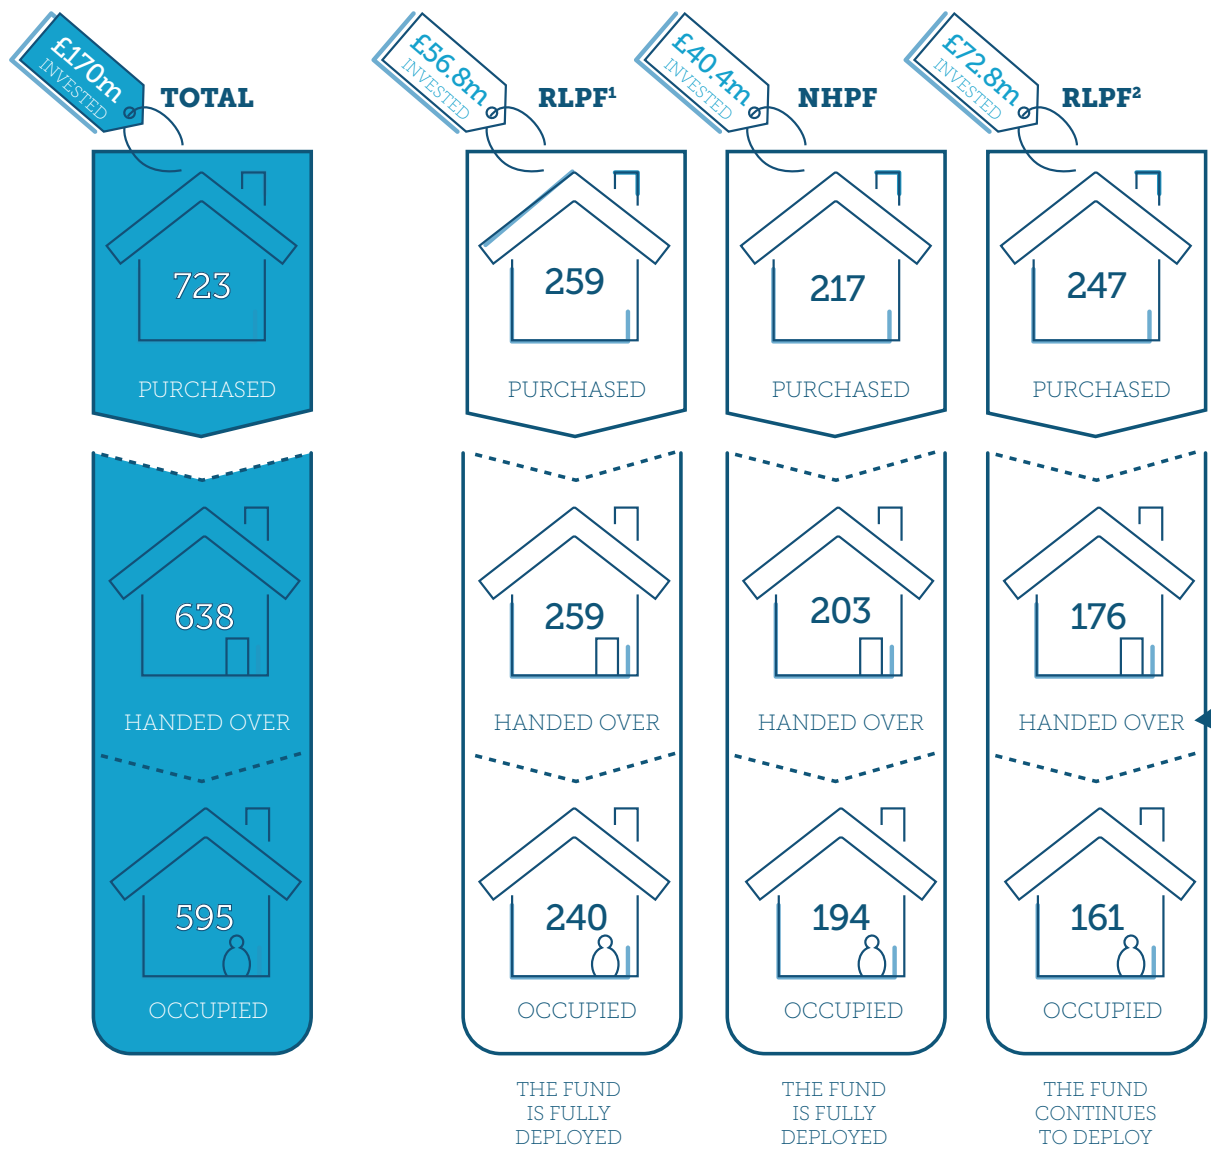 £170m
INVESTED
TOTAL
723
PURCHASED
638
HANDED OVER
595
OCCUPIED
£56.8m
INVESTED
RLPF¹
259
PURCHASED
259
HANDED OVER
240
OCCUPIED
THE FUND
IS FULLY
DEPLOYED
£40.4m
INVESTED
NHPF
217
PURCHASED
203
HANDED OVER
194
OCCUPIED
THE FUND
IS FULLY
DEPLOYED
£72.8m
INVESTED
RLPF²
247
PURCHASED
176
HANDED OVER
161
OCCUPIED
THE FUND
CONTINUES
TO DEPLOY